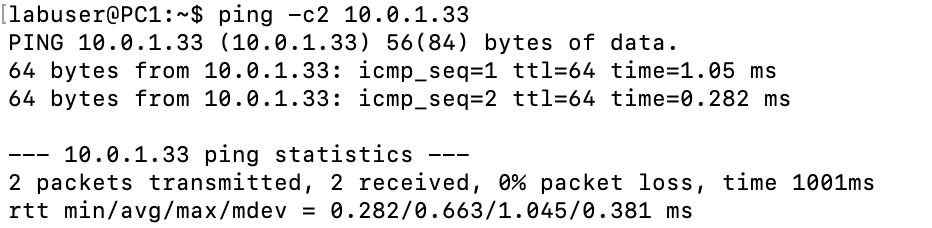 [labuser@PC1:~$ ping -c2 10.0.1.33
PING 10.0.1.33 (10.0.1.33) 56(84) bytes of data.
64 bytes from 10.0.1.33: icmp_seq=1 ttl=64 time=1.05 ms
64 bytes from 10.0.1.33: icmp_seq=2 ttl=64 time=0.282 ms

--- 10.0.1.33 ping statistics ---
2 packets transmitted, 2 received, 0% packet loss, time 1001ms
rtt min/avg/max/mdev = 0.282/0.663/1.045/0.381 ms